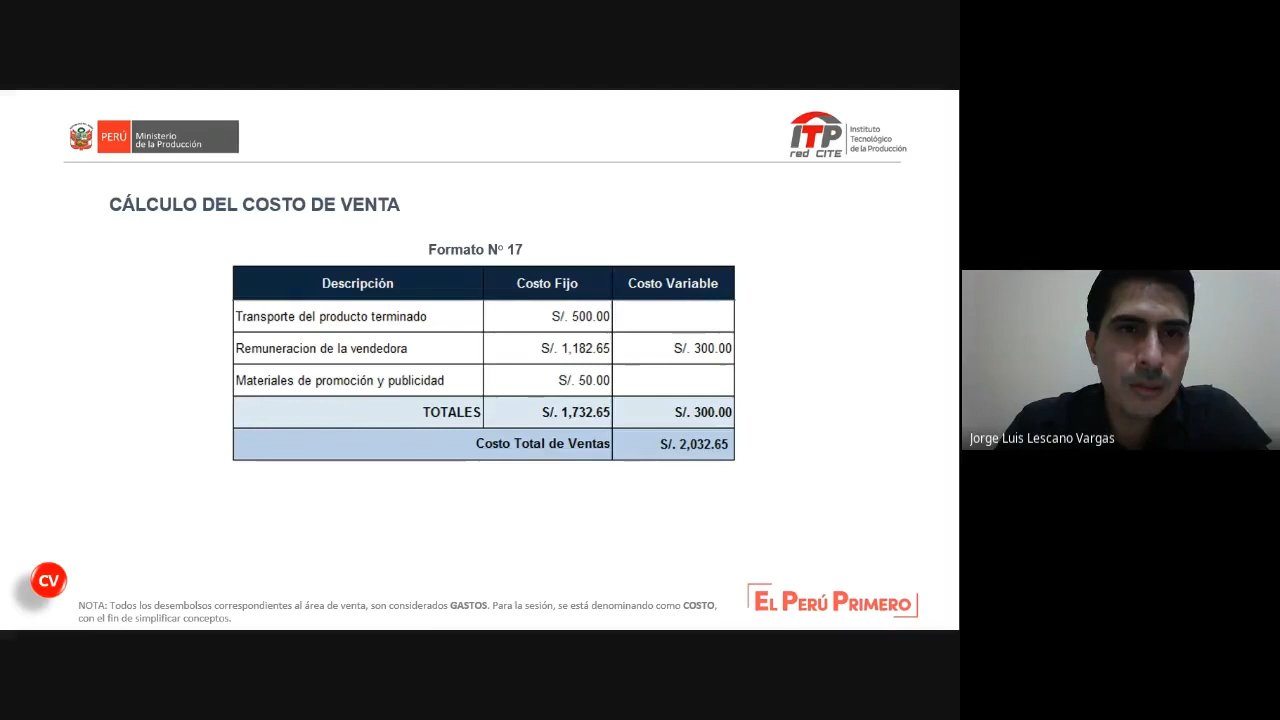 PERÚ
Ministerio
de la Producción
ITP
red CITE
Instituto
Tecnológico
de la Producción
CÁLCULO DEL COSTO DE VENTA
Formato Nº 17
Descripción Costo Fijo Costo Variable
Transporte del producto terminado S/. 500.00
Remuneracion de la vendedora S/. 1,182.65 S/. 300.00
Materiales de promoción y publicidad S/. 50.00
TOTALES S/. 1,732.65 S/. 300.00
Costo Total de Ventas S/. 2,032.65
Jorge Luis Lescano Vargas
CV
NOTA: Todos los desembolsos correspondientes al área de venta, son considerados GASTOS. Para la sesión, se está denominando como COSTO,
con el fin de simplificar conceptos.
EL PERÚ PRIMERO